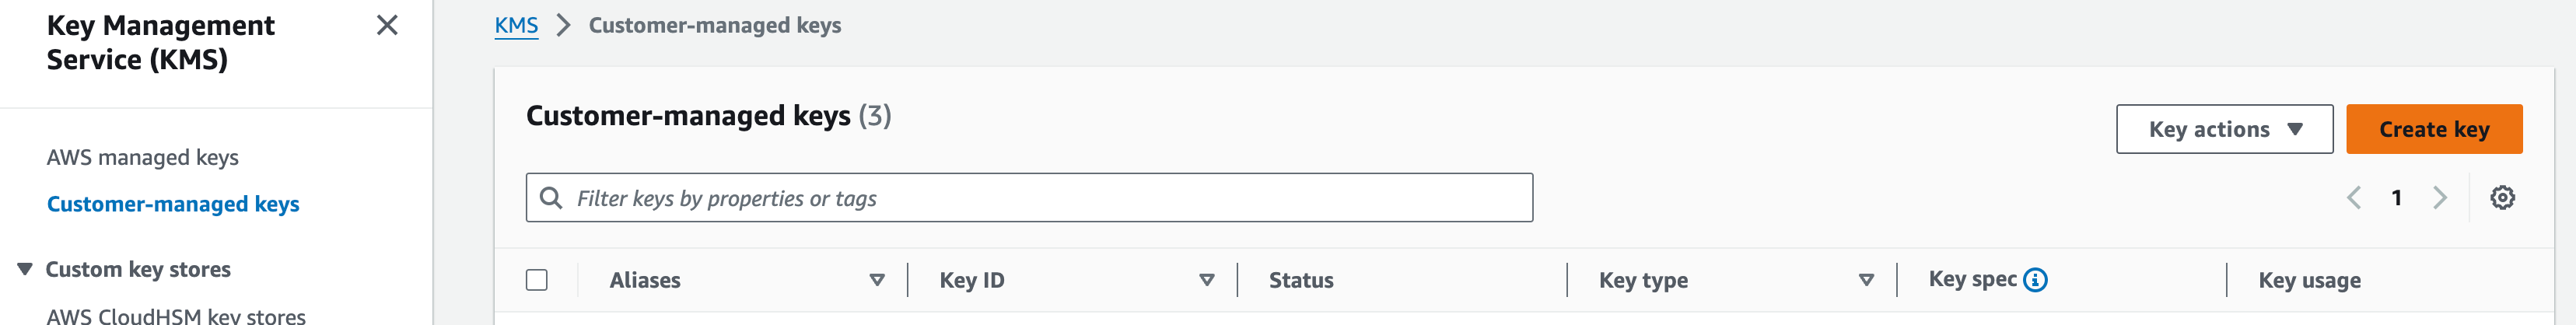 Key Management
Service (KMS)
AWS managed keys
Customer-managed keys
Custom key stores
AWS CloudHSM key stores
KMS > Customer-managed keys
Customer-managed keys (3)
Key actions
Create key
Filter keys by properties or tags
1
Aliases Key ID Status Key type Key spec Key usage